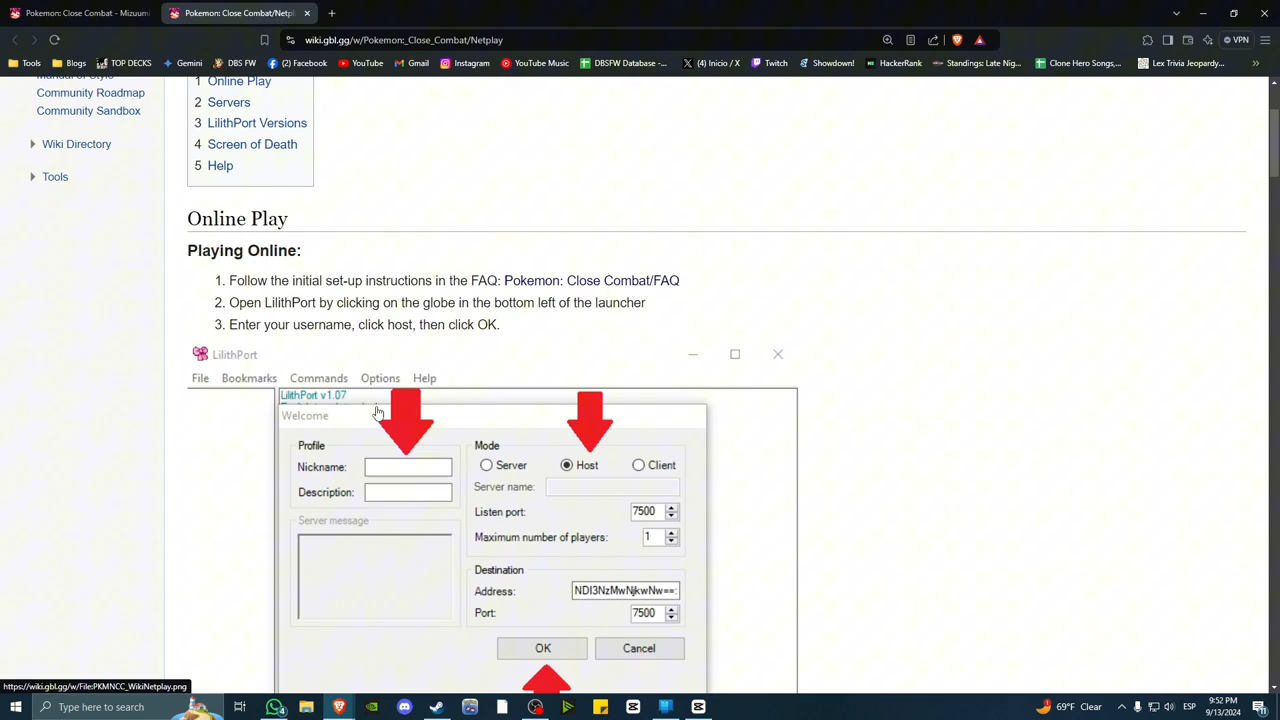 Pokemon: Close Combat - Mizuumi
Pokemon: Close Combat/Netpl
wiki.gbl.gg/w/Pokemon:_Close_Combat/Netplay
VPN
Tools
Blogs
TOP DECKS
Gemini
DBS FW
(2) Facebook
YouTube
Gmail
Instagram
YouTube Music
DBSFW Database -...
(4) Inicio / X
Twitch
Showdown!
HackerRank
Standings: Late Nig...
Clone Hero Songs,...
Lex Trivia Jeopardy...
Manual of Style
Community Roadmap
Community Sandbox
Wiki Directory
Tools
1 Online Play
2 Servers
3 LilithPort Versions
4 Screen of Death
5 Help
Online Play
Playing Online:
1. Follow the initial set-up instructions in the FAQ: Pokemon: Close Combat/FAQ
2. Open LilithPort by clicking on the globe in the bottom left of the launcher
3. Enter your username, click host, then click OK.
LilithPort
File Bookmarks Commands Options Help
LilithPort v1.07
Welcome
Profile
Nickname:
Description:
Server message
Mode
Server Host Client
Server name:
Listen port: 7500
Maximum number of players: 1
Destination
Address: NDI3NzMwNjkwNw==:
Port: 7500
OK Cancel
https://wiki.gbl.gg/w/File:PKMNCC_WikiNetplay.png
Type here to search
4
69°F Clear
9:52 PM
9/13/2024
11